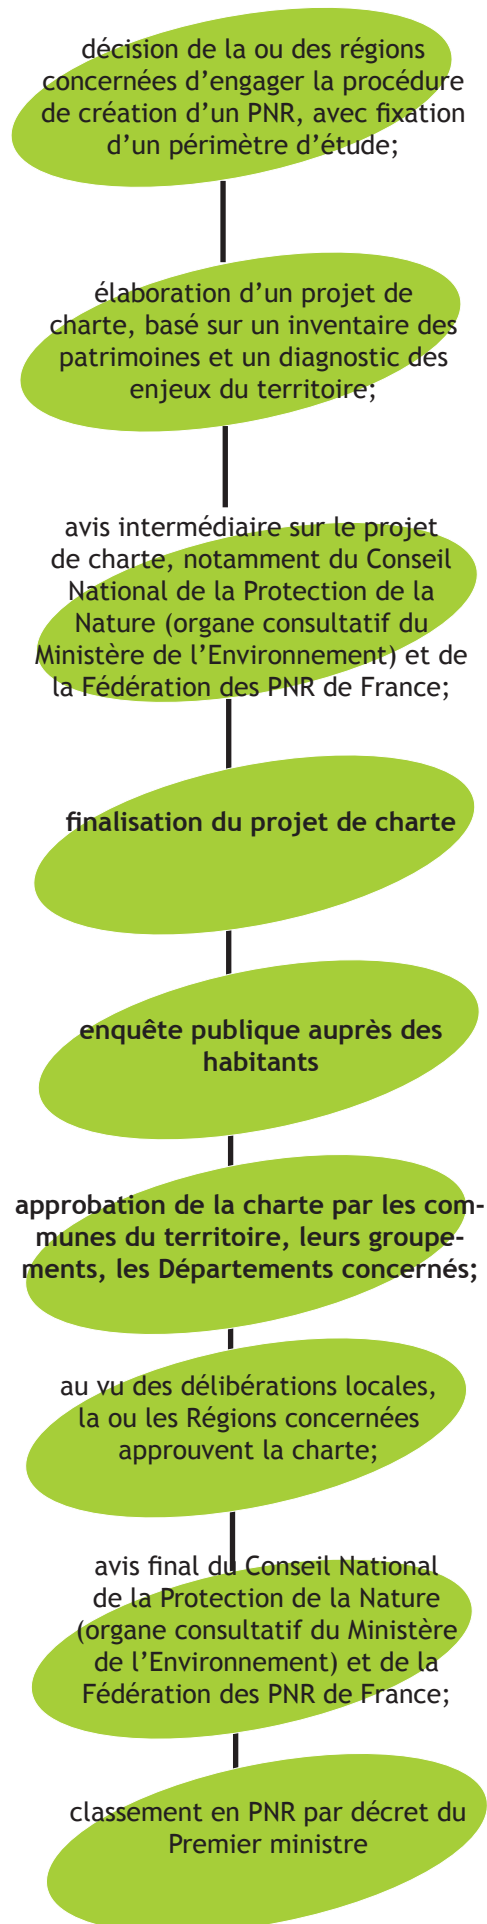 décision de la ou des régions
concernées d’engager la procédure
de création d’un PNR, avec fixation
d’un périmètre d’étude;
élaboration d’un projet de
charte, basé sur un inventaire des
patrimoines et un diagnostic des
enjeux du territoire;
avis intermédiaire sur le projet
de charte, notamment du Conseil
National de la Protection de la
Nature (organe consultatif du
Ministère de l’Environnement) et de
la Fédération des PNR de France;
finalisation du projet de charte
enquête publique auprès des
habitants
approbation de la charte par les com-
munes du territoire, leurs groupe-
ments, les Départements concernés;
au vu des délibérations locales,
la ou les Régions concernées
approuvent la charte;
avis final du Conseil National
de la Protection de la Nature
(organe consultatif du Ministère
de l’Environnement) et de la
Fédération des PNR de France;
classement en PNR par décret du
Premier ministre